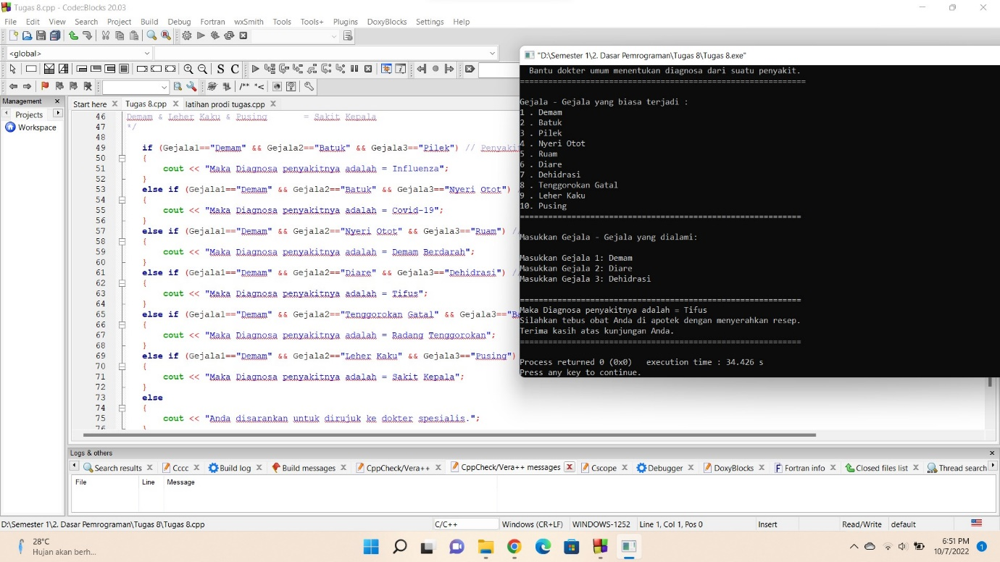 Tugas 8.cpp - Code::Blocks 20.03
File Edit View Search Project Build Debug Fortran wxSmith Tools Tools+ Plugins DoxyBlocks Settings Help
<global>
S C
/** *<
Management
Projects
Workspace
Start here Tugas 8.cpp latihan prodi tugas.cpp
46 Demam & Leher Kaku & Pusing = Sakit Kepala
47 */
48
49 if (Gejala1=="Demam" && Gejala2=="Batuk" && Gejala3=="Pilek") // Penyaki
50 {
51 cout << "Maka Diagnosa penyakitnya adalah = Influenza";
52 }
53 else if (Gejala1=="Demam" && Gejala2=="Batuk" && Gejala3=="Nyeri Otot")
54 {
55 cout << "Maka Diagnosa penyakitnya adalah = Covid-19";
56 }
57 else if (Gejala1=="Demam" && Gejala2=="Nyeri Otot" && Gejala3=="Ruam") /
58 {
59 cout << "Maka Diagnosa penyakitnya adalah = Demam Berdarah";
60 }
61 else if (Gejala1=="Demam" && Gejala2=="Diare" && Gejala3=="Dehidrasi") /
62 {
63 cout << "Maka Diagnosa penyakitnya adalah = Tifus";
64 }
65 else if (Gejala1=="Demam" && Gejala2=="Tenggorokan Gatal" && Gejala3=="Ba
66 {
67 cout << "Maka Diagnosa penyakitnya adalah = Radang Tenggorokan";
68 }
69 else if (Gejala1=="Demam" && Gejala2=="Leher Kaku" && Gejala3=="Pusing")
70 {
71 cout << "Maka Diagnosa penyakitnya adalah = Sakit Kepala";
72 }
73 else
74 {
75 cout << "Anda disarankan untuk dirujuk ke dokter spesialis.";
76 }
"D:\Semester 1\2. Dasar Pemrograman\Tugas 8\Tugas 8.exe"
Bantu dokter umum menentukan diagnosa dari suatu penyakit.
=============================================================
Gejala - Gejala yang biasa terjadi :
1 . Demam
2 . Batuk
3 . Pilek
4 . Nyeri Otot
5 . Ruam
6 . Diare
7 . Dehidrasi
8 . Tenggorokan Gatal
9 . Leher Kaku
10. Pusing
============================================================
Masukkan Gejala - Gejala yang dialami:
Masukkan Gejala 1: Demam
Masukkan Gejala 2: Diare
Masukkan Gejala 3: Dehidrasi
============================================================
Maka Diagnosa penyakitnya adalah = Tifus
Silahkan tebus obat Anda di apotek dengan menyerahkan resep.
Terima kasih atas kunjungan Anda.
============================================================
Process returned 0 (0x0) execution time : 34.426 s
Press any key to continue.
Logs & others
Search results Cccc Build log Build messages CppCheck/Vera++ CppCheck/Vera++ messages Cscope Debugger DoxyBlocks Fortran info Closed files list Thread search
File Line Message
D:\Semester 1\2. Dasar Pemrograman\Tugas 8\Tugas 8.cpp C/C++ Windows (CR+LF) WINDOWS-1252 Line 1, Col 1, Pos 0 Insert Read/Write default
28°C
Hujan akan berh...
6:51 PM
10/7/2022
1